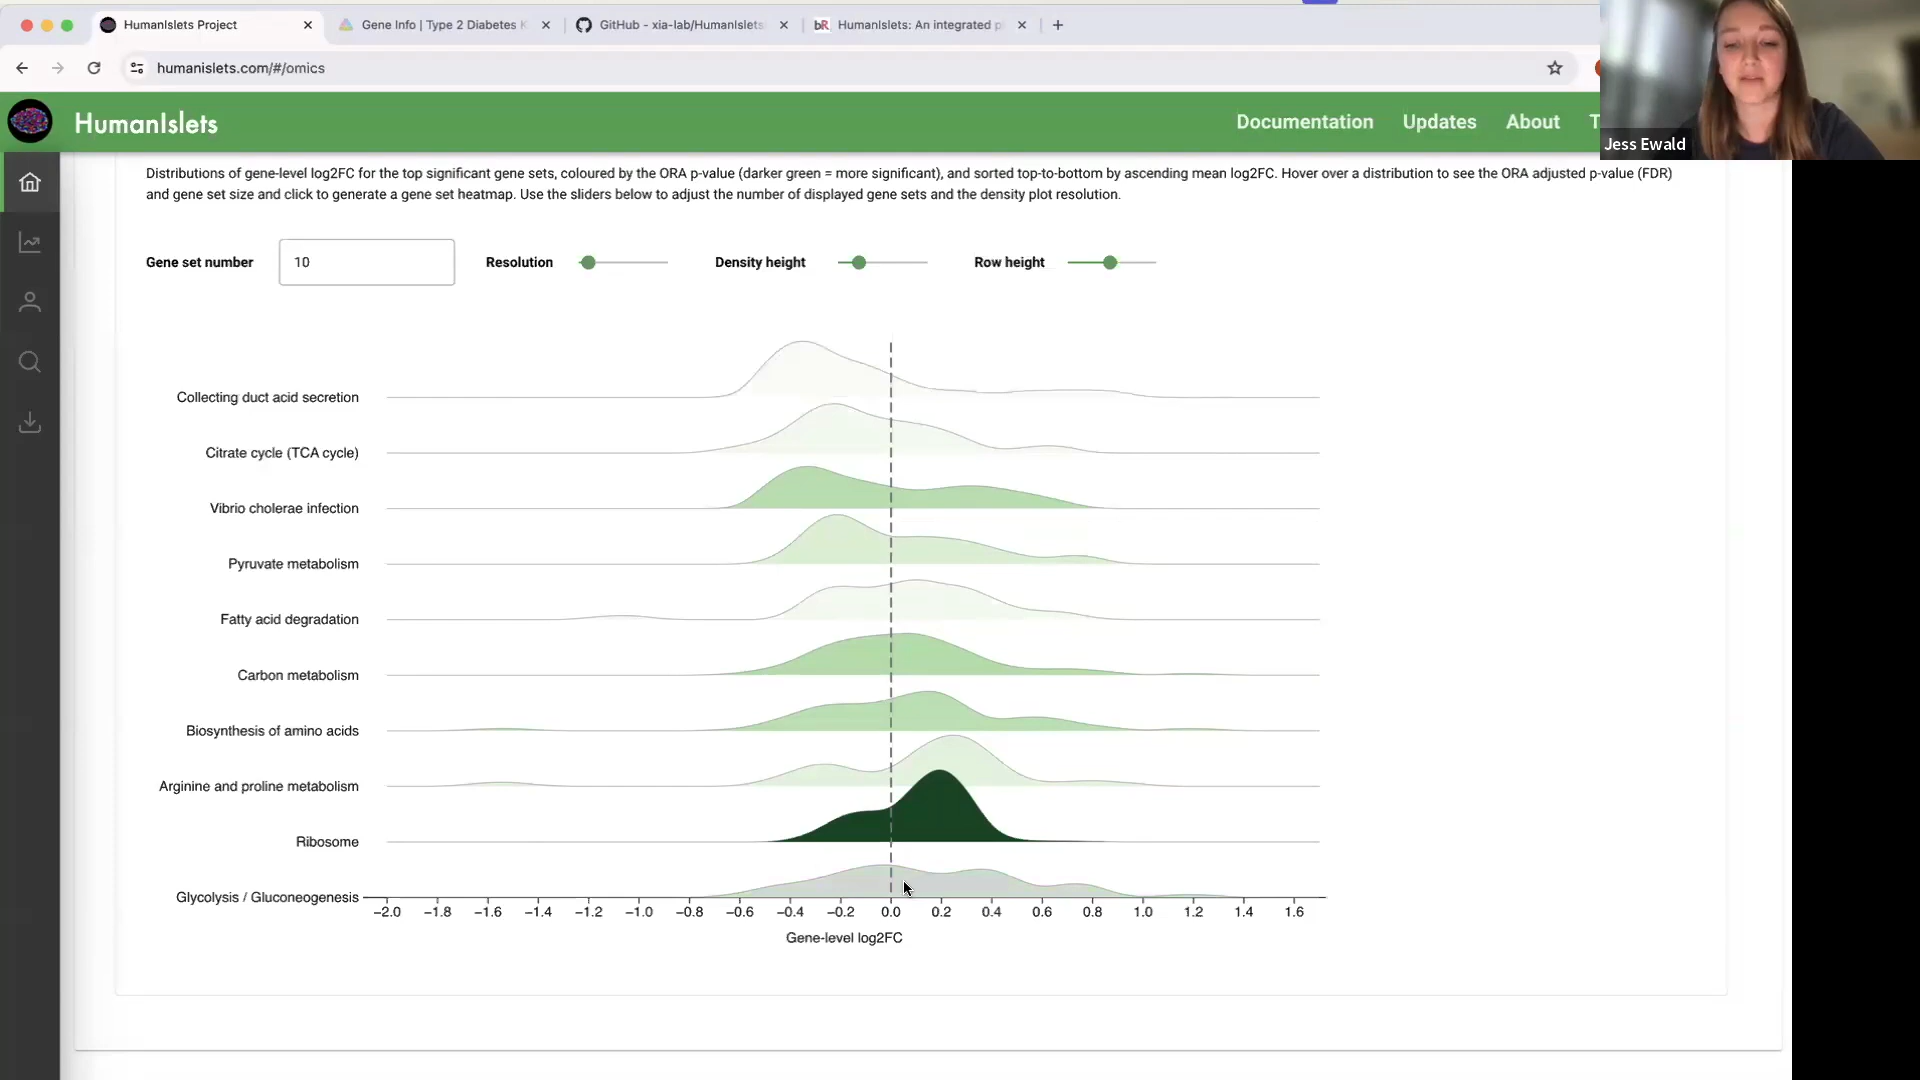 HumanIslets Project
Gene Info | Type 2 Diabetes K
GitHub - xia-lab/HumanIslets
bR HumanIslets: An integrated p
humanislets.com/#/omics
HumanIslets
Documentation
Updates
About
T
Jess Ewald
Distributions of gene-level log2FC for the top significant gene sets, coloured by the ORA p-value (darker green = more significant), and sorted top-to-bottom by ascending mean log2FC. Hover over a distribution to see the ORA adjusted p-value (FDR)
and gene set size and click to generate a gene set heatmap. Use the sliders below to adjust the number of displayed gene sets and the density plot resolution.
Gene set number 10 Resolution Density height Row height
Collecting duct acid secretion
Citrate cycle (TCA cycle)
Vibrio cholerae infection
Pyruvate metabolism
Fatty acid degradation
Carbon metabolism
Biosynthesis of amino acids
Arginine and proline metabolism
Ribosome
Glycolysis / Gluconeogenesis
−2.0 −1.8 −1.6 −1.4 −1.2 −1.0 −0.8 −0.6 −0.4 −0.2 0.0 0.2 0.4 0.6 0.8 1.0 1.2 1.4 1.6
Gene-level log2FC